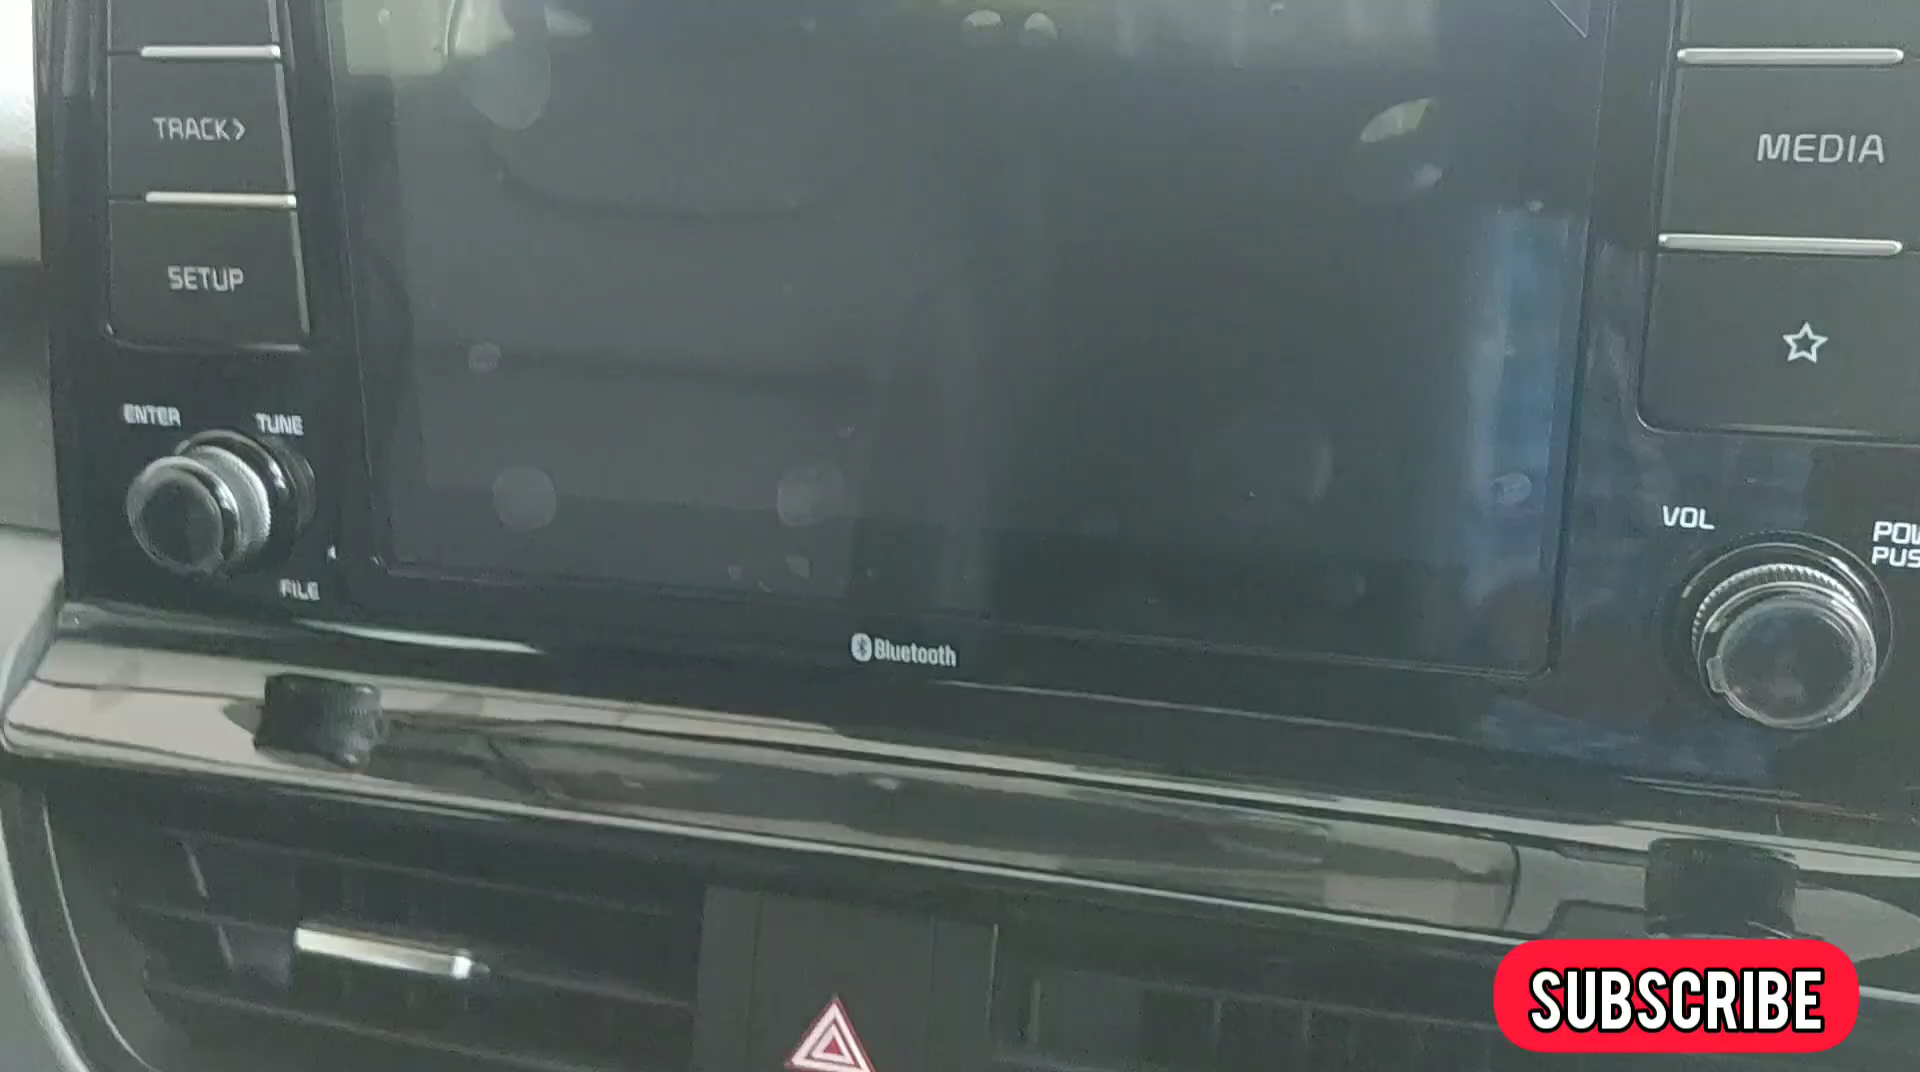 TRACK>
SETUP
ENTER
TUNE
FILE
Bluetooth
MEDIA
VOL
SUBSCRIBE